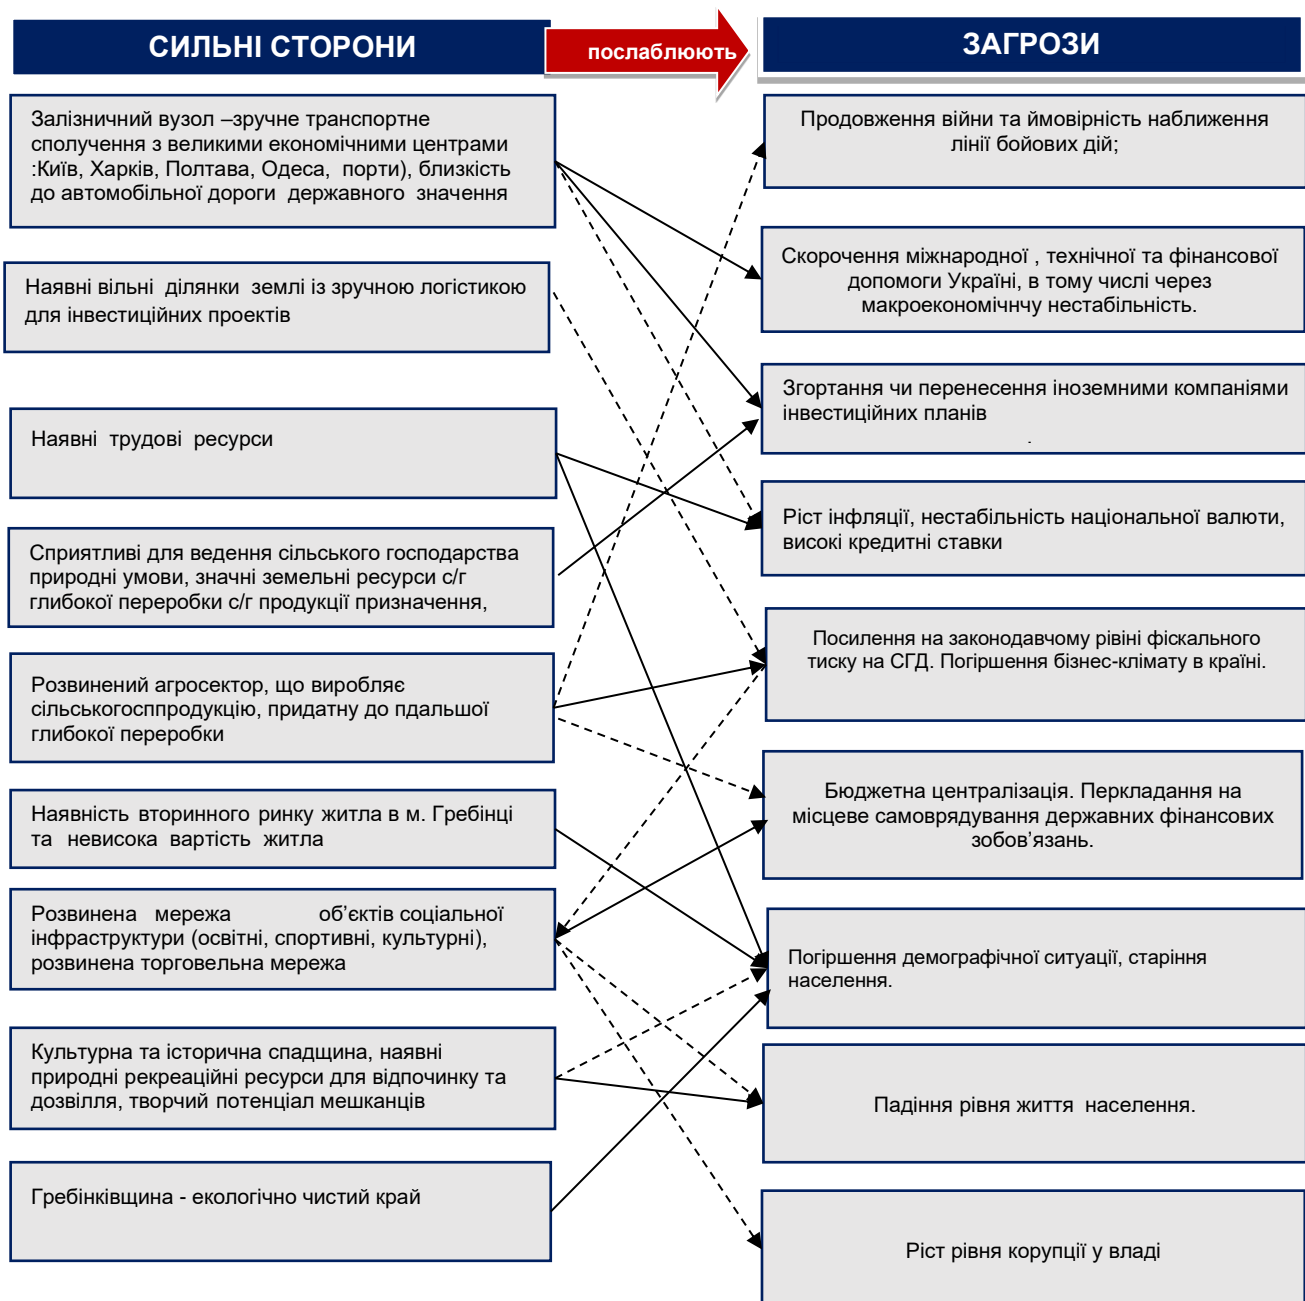 СИЛЬНІ СТОРОНИ
послаблюють
ЗАГРОЗИ
Залізничний вузол –зручне транспортне
сполучення з великими економічними центрами
:Київ, Харків, Полтава, Одеса, порти), близкість
до автомобільної дороги державного значення
Наявні вільні ділянки землі із зручною логістикою
для інвестиційних проектів
Наявні трудові ресурси
Сприятливі для ведення сільського господарства
природні умови, значні земельні ресурси с/г
глибокої переробки с/г продукції призначення,
Розвинений агросектор, що виробляє
сільськогосппродукцію, придатну до пдальшої
глибокої переробки
Наявність вторинного ринку житла в м. Гребінці
та невисока вартість житла
Розвинена мережа об’єктів соціальної
інфраструктури (освітні, спортивні, культурні),
розвинена торговельна мережа
Культурна та історична спадщина, наявні
природні рекреаційні ресурси для відпочинку та
дозвілля, творчий потенціал мешканців
Гребінківщина - екологічно чистий край
Продовження війни та ймовірність наближення
лінії бойових дій;
Скорочення міжнародної , технічної та фінансової
допомоги Україні, в тому числі через
макроекономічнчу нестабільність.
Згортання чи перенесення іноземними компаніями
інвестиційних планів
.
Ріст інфляції, нестабільність національної валюти,
високі кредитні ставки
Посилення на законодавчому рівіні фіскального
тиску на СГД. Погіршення бізнес-клімату в країні.
Бюджетна централізація. Перкладання на
місцеве самоврядування державних фінансових
зобов’язань.
Погіршення демографічної ситуації, старіння
населення.
Падіння рівня життя населення.
Ріст рівня корупції у владі